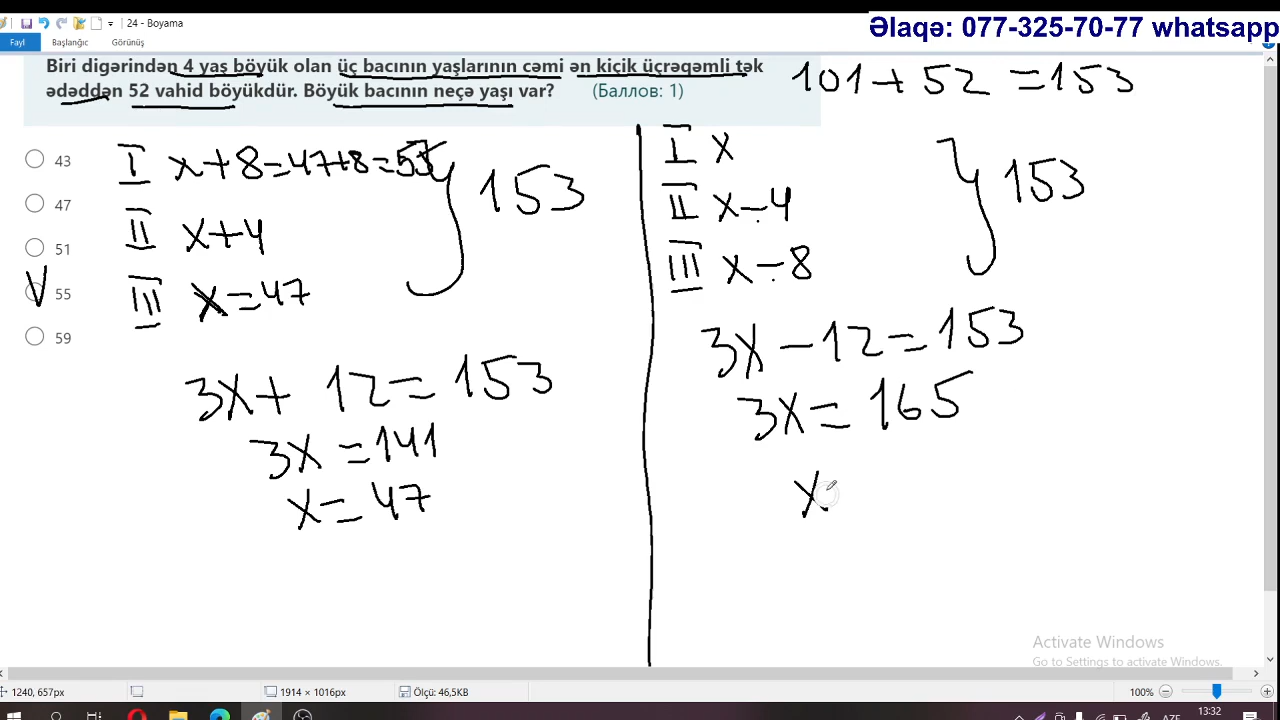 24 - Boyama
Əlaqə: 077-325-70-77 whatsapp
Fayl Başlanğıc Görünüş
Biri digərindən 4 yaş böyük olan üç bacının yaşlarının cəmi ən kiçik üçrəqəmli tək
ədəddən 52 vahid böyükdür. Böyük bacının neçə yaşı var? (Баллов: 1)
101+52=153
43
47
51
55
59
I x+8=47+8=55
II x+4
III x=47
153
3x+12=153
3x=141
x=47
I x
II x-4
III x-8
153
3x-12=153
3x=165
x
Activate Windows
Go to Settings to activate Windows.
1240, 657px 1914 × 1016px Ölçü: 46,5KB 100%
AZE 13:32